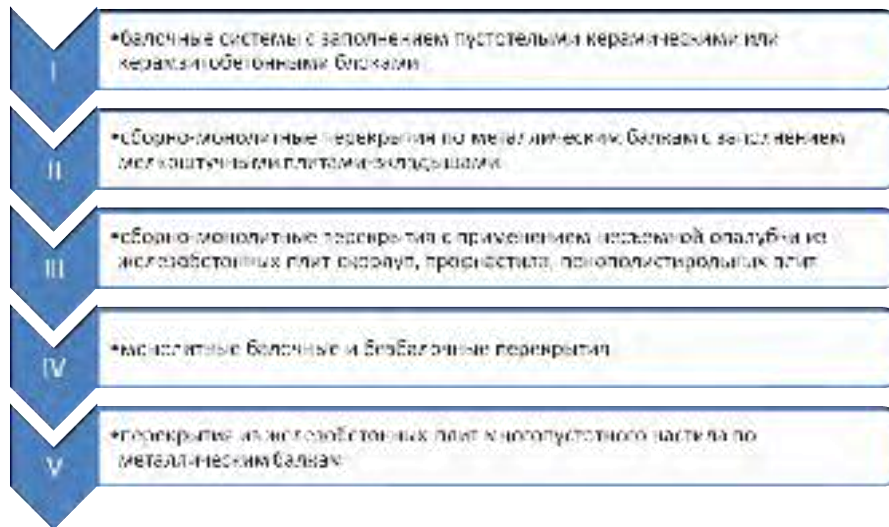 I
•балочные системы с заполнением пустотелыми керамическими или
керамзитобетонными блоками
II
•сборно-монолитные перекрытия по металлическим балкам с заполнением
мелкоштучными плитами-вкладышами
III
•сборно-монолитные перекрытия с применением несъемной опалубки из
железобетонных плит скорлуп, профнастила, пенополистирольных плит
IV
•монолитные балочные и безбалочные перекрытия
V
•перекрытия из железобетонных плит многопустотного настила по
металлическим балкам